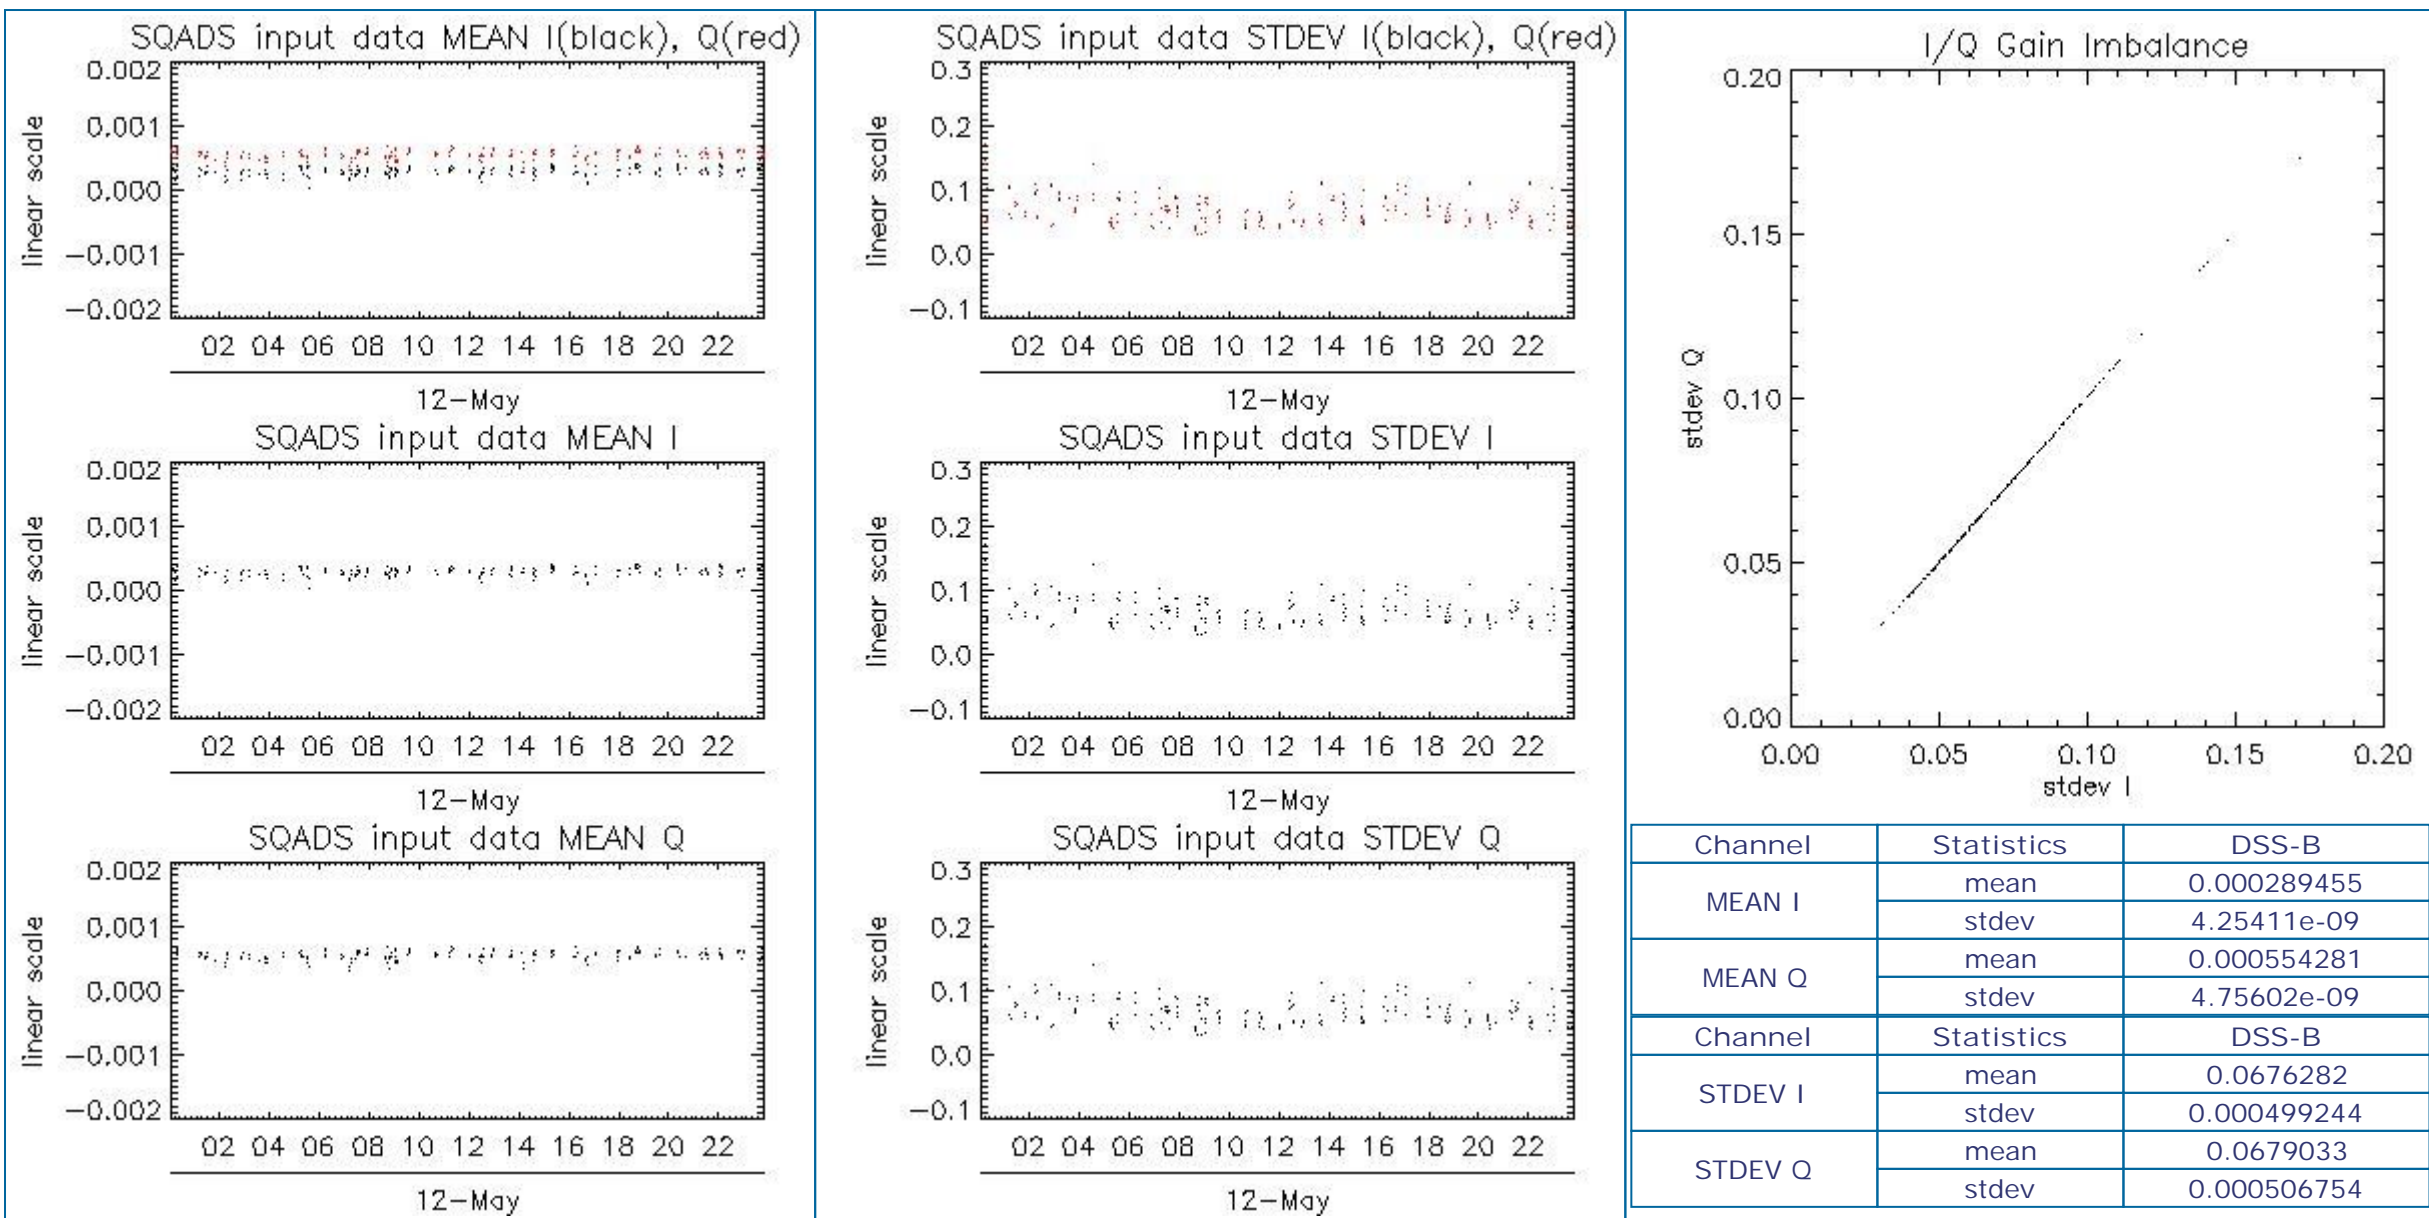 SQADS input data MEAN I(black), Q(red)
0.002
0.001
0.000
-0.001
-0.002
linear scale
02 04 06 08 10 12 14 16 18 20 22
12-May
SQADS input data MEAN I
0.002
0.001
0.000
-0.001
-0.002
linear scale
02 04 06 08 10 12 14 16 18 20 22
12-May
SQADS input data MEAN Q
0.002
0.001
0.000
-0.001
-0.002
linear scale
02 04 06 08 10 12 14 16 18 20 22
12-May
SQADS input data STDEV I(black), Q(red)
0.3
0.2
0.1
0.0
-0.1
linear scale
02 04 06 08 10 12 14 16 18 20 22
12-May
SQADS input data STDEV I
0.3
0.2
0.1
0.0
-0.1
linear scale
02 04 06 08 10 12 14 16 18 20 22
12-May
SQADS input data STDEV Q
0.3
0.2
0.1
0.0
-0.1
linear scale
02 04 06 08 10 12 14 16 18 20 22
12-May
I/Q Gain Imbalance
0.20
0.15
0.10
0.05
0.00
stdev Q
0.00 0.05 0.10 0.15 0.20
stdev I
Channel Statistics DSS-B
MEAN I mean 0.000289455
stdev 4.25411e-09
MEAN Q mean 0.000554281
stdev 4.75602e-09
Channel Statistics DSS-B
STDEV I mean 0.0676282
stdev 0.000499244
STDEV Q mean 0.0679033
stdev 0.000506754